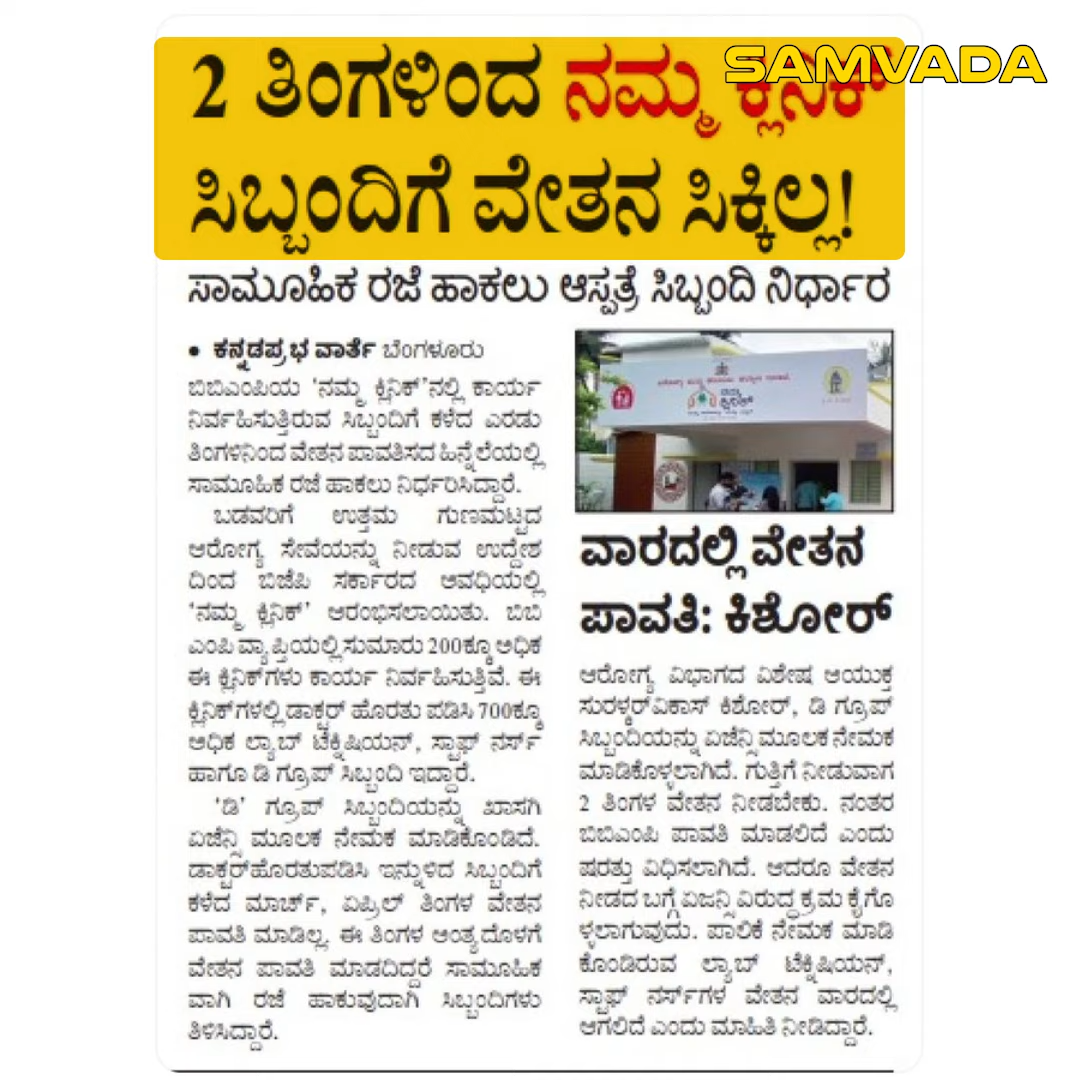 SAMVADA
2 ತಿಂಗಳಿಂದ ನಮ್ಮ ಕ್ಲಿನಿಕ್
ಸಿಬ್ಬಂದಿಗೆ ವೇತನ ಸಿಕ್ಕಿಲ್ಲ!
ಸಾಮೂಹಿಕ ರಜೆ ಹಾಕಲು ಆಸ್ಪತ್ರೆ ಸಿಬ್ಬಂದಿ ನಿರ್ಧಾರ
• ಕನ್ನಡಪ್ರಭ ವಾರ್ತೆ ಬೆಂಗಳೂರು
ಬಿಬಿಎಂಪಿಯ ‘ನಮ್ಮ ಕ್ಲಿನಿಕ್’ನಲ್ಲಿ ಕಾರ್ಯ
ನಿರ್ವಹಿಸುತ್ತಿರುವ ಸಿಬ್ಬಂದಿಗೆ ಕಳೆದ ಎರಡು
ತಿಂಗಳಿನಿಂದ ವೇತನ ಪಾವತಿಸದ ಹಿನ್ನೆಲೆಯಲ್ಲಿ
ಸಾಮೂಹಿಕ ರಜೆ ಹಾಕಲು ನಿರ್ಧರಿಸಿದ್ದಾರೆ.
ಬಡವರಿಗೆ ಉತ್ತಮ ಗುಣಮಟ್ಟದ
ಆರೋಗ್ಯ ಸೇವೆಯನ್ನು ನೀಡುವ ಉದ್ದೇಶ
ದಿಂದ ಬಿಜೆಪಿ ಸರ್ಕಾರದ ಅವಧಿಯಲ್ಲಿ
‘ನಮ್ಮ ಕ್ಲಿನಿಕ್’ ಆರಂಭಿಸಲಾಯಿತು. ಬಿಬಿ
ಎಂಪಿ ವ್ಯಾಪ್ತಿಯಲ್ಲಿ ಸುಮಾರು 200ಕ್ಕೂ ಅಧಿಕ
ಈ ಕ್ಲಿನಿಕ್‌ಗಳು ಕಾರ್ಯ ನಿರ್ವಹಿಸುತ್ತಿವೆ. ಈ
ಕ್ಲಿನಿಕ್‌ಗಳಲ್ಲಿ ಡಾಕ್ಟರ್ ಹೊರತು ಪಡಿಸಿ 700ಕ್ಕೂ
ಅಧಿಕ ಲ್ಯಾಬ್ ಟೆಕ್ನಿಷಿಯನ್, ಸ್ಟಾಫ್ ನರ್ಸ್
ಹಾಗೂ ಡಿ ಗ್ರೂಪ್ ಸಿಬ್ಬಂದಿ ಇದ್ದಾರೆ.
‘ಡಿ’ ಗ್ರೂಪ್ ಸಿಬ್ಬಂದಿಯನ್ನು ಖಾಸಗಿ
ಏಜೆನ್ಸಿ ಮೂಲಕ ನೇಮಕ ಮಾಡಿಕೊಂಡಿದೆ.
ಡಾಕ್ಟರ್ ಹೊರತುಪಡಿಸಿ ಇನ್ನುಳಿದ ಸಿಬ್ಬಂದಿಗೆ
ಕಳೆದ ಮಾರ್ಚ್, ಏಪ್ರಿಲ್ ತಿಂಗಳ ವೇತನ
ಪಾವತಿ ಮಾಡಿಲ್ಲ. ಈ ತಿಂಗಳ ಅಂತ್ಯದೊಳಗೆ
ವೇತನ ಪಾವತಿ ಮಾಡದಿದ್ದರೆ ಸಾಮೂಹಿಕ
ವಾಗಿ ರಜೆ ಹಾಕುವುದಾಗಿ ಸಿಬ್ಬಂದಿಗಳು
ತಿಳಿಸಿದ್ದಾರೆ.
ನಮ್ಮ
ಕ್ಲಿನಿಕ್
ವಾರದಲ್ಲಿ ವೇತನ
ಪಾವತಿ: ಕಿಶೋರ್
ಆರೋಗ್ಯ ವಿಭಾಗದ ವಿಶೇಷ ಆಯುಕ್ತ
ಸುರಳ್ಕರ್ ವಿಕಾಸ್ ಕಿಶೋರ್, ಡಿ ಗ್ರೂಪ್
ಸಿಬ್ಬಂದಿಯನ್ನು ಏಜೆನ್ಸಿ ಮೂಲಕ ನೇಮಕ
ಮಾಡಿಕೊಳ್ಳಲಾಗಿದೆ. ಗುತ್ತಿಗೆ ನೀಡುವಾಗ
2 ತಿಂಗಳ ವೇತನ ನೀಡಬೇಕು. ನಂತರ
ಬಿಬಿಎಂಪಿ ಪಾವತಿ ಮಾಡಲಿದೆ ಎಂದು
ಷರತ್ತು ವಿಧಿಸಲಾಗಿದೆ. ಆದರೂ ವೇತನ
ನೀಡದ ಬಗ್ಗೆ ಏಜನ್ಸಿ ವಿರುದ್ಧ ಕ್ರಮ ಕೈಗೊ
ಳ್ಳಲಾಗುವುದು. ಪಾಲಿಕೆ ನೇಮಕ ಮಾಡಿ
ಕೊಂಡಿರುವ ಲ್ಯಾಬ್ ಟೆಕ್ನಿಷಿಯನ್,
ಸ್ಟಾಫ್ ನರ್ಸ್‌ಗಳ ವೇತನ ವಾರದಲ್ಲಿ
ಆಗಲಿದೆ ಎಂದು ಮಾಹಿತಿ ನೀಡಿದ್ದಾರೆ.